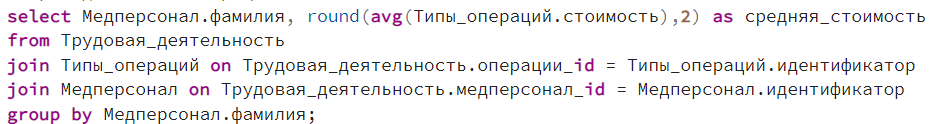 select Медперсонал.фамилия, round(avg(Типы_операций.стоимость),2) as средняя_стоимость
from Трудовая_деятельность
join Типы_операций on Трудовая_деятельность.операции_id = Типы_операций.идентификатор
join Медперсонал on Трудовая_деятельность.медперсонал_id = Медперсонал.идентификатор
group by Медперсонал.фамилия;